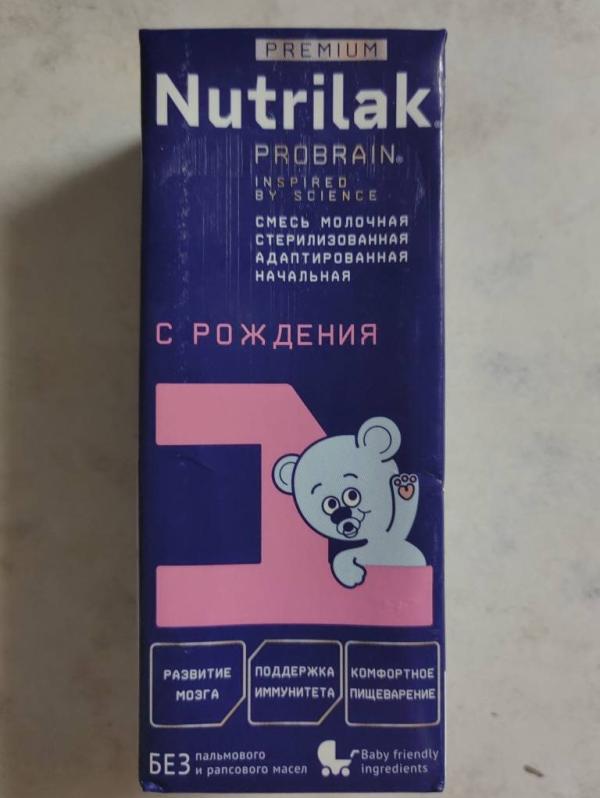 PREMIUM
Nutrilak®
PROBRAIN®
INSPIRED
BY SCIENCE
СМЕСЬ МОЛОЧНАЯ
СТЕРИЛИЗОВАННАЯ
АДАПТИРОВАННАЯ
НАЧАЛЬНАЯ
С РОЖДЕНИЯ
1
РАЗВИТИЕ
МОЗГА
ПОДДЕРЖКА
ИММУНИТЕТА
КОМФОРТНОЕ
ПИЩЕВАРЕНИЕ
БЕЗ пальмового
и рапсового масел
Baby friendly
ingredients